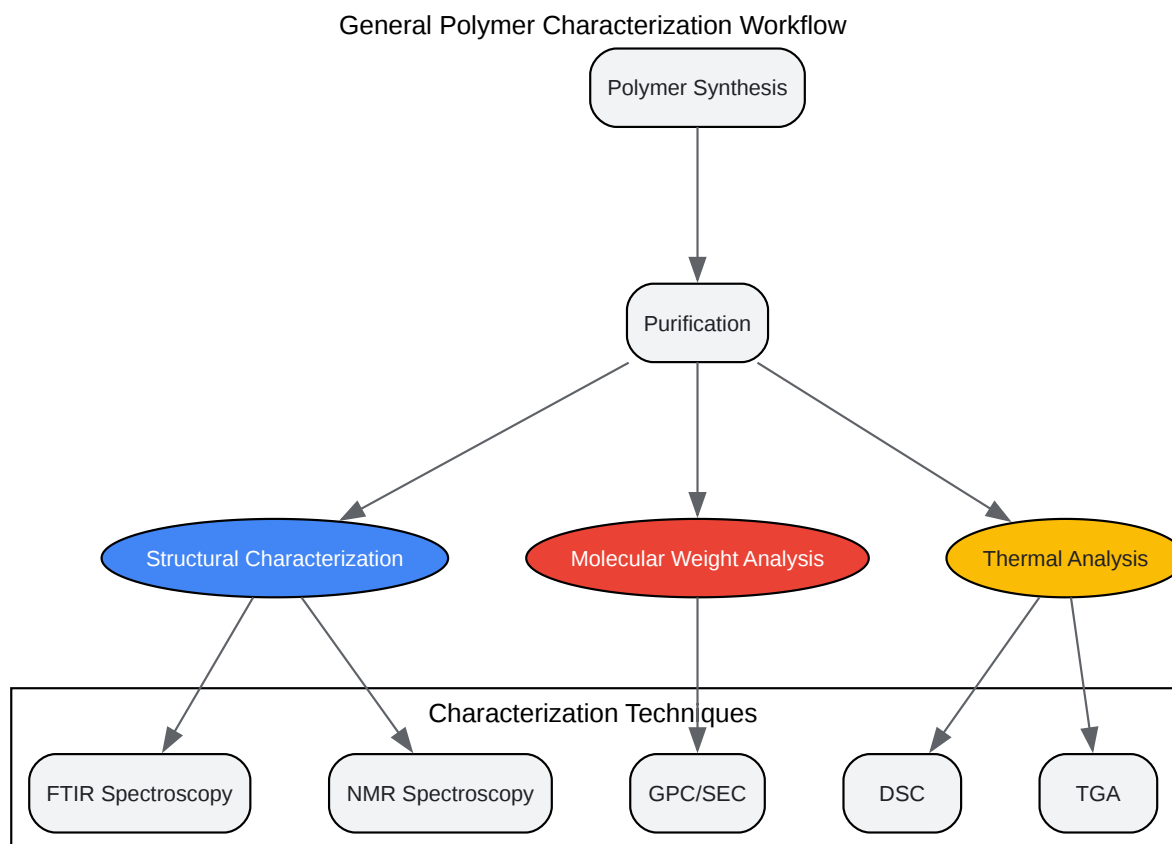 General Polymer Characterization Workflow
Polymer Synthesis
Purification
Structural Characterization
Molecular Weight Analysis
Thermal Analysis
Characterization Techniques
FTIR Spectroscopy
NMR Spectroscopy
GPC/SEC
DSC
TGA